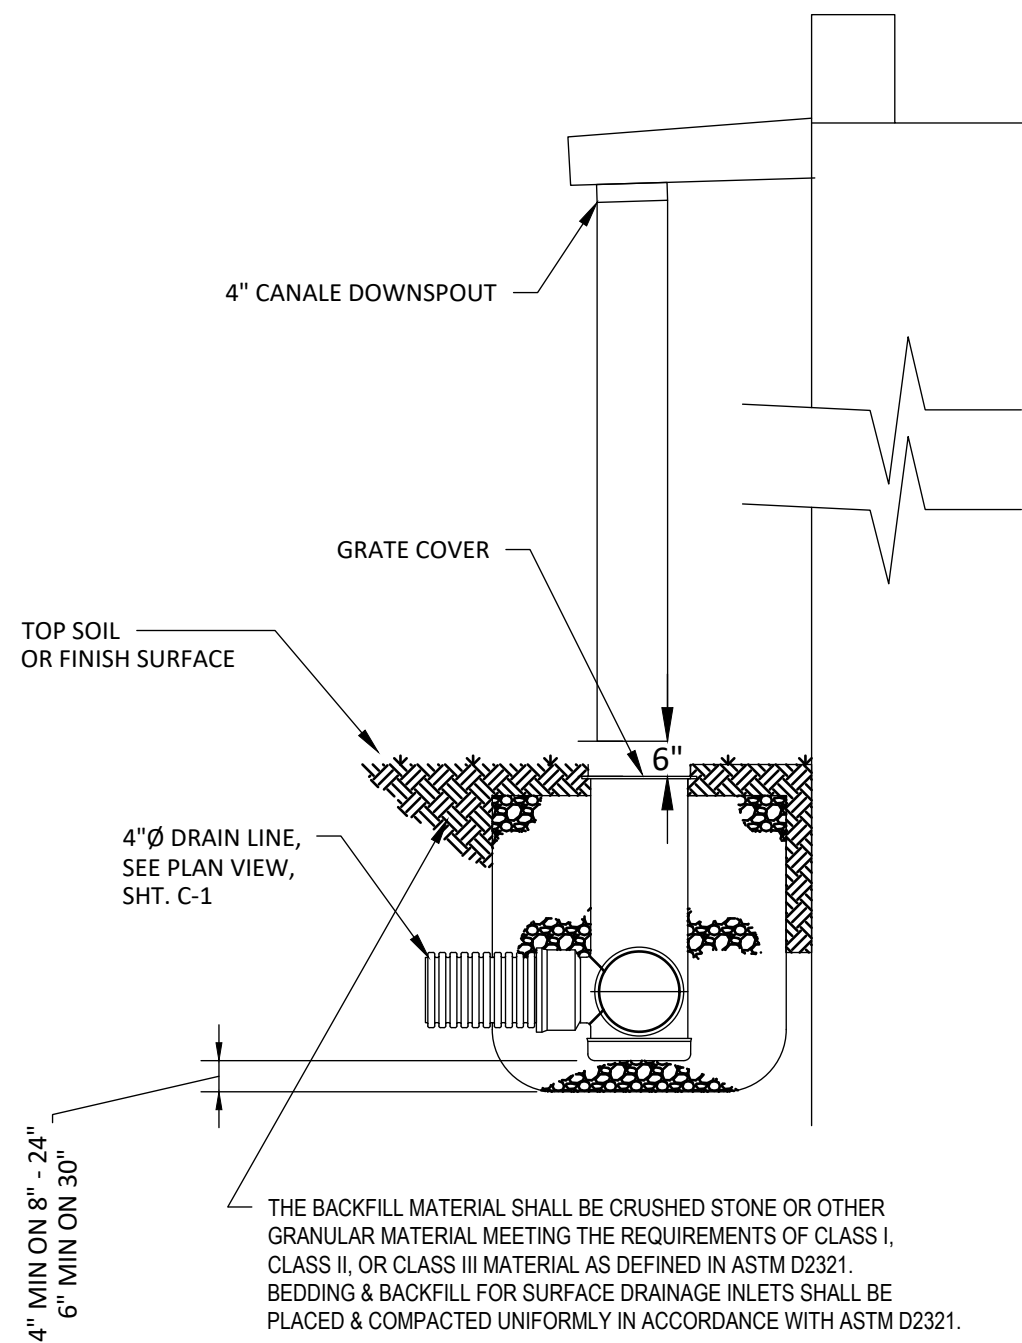 4" CANALE DOWNSPOUT
GRATE COVER
TOP SOIL
OR FINISH SURFACE
6"
4"Ø DRAIN LINE,
SEE PLAN VIEW,
SHT. C-1
4" MIN ON 8" - 24"
6" MIN ON 30"
THE BACKFILL MATERIAL SHALL BE CRUSHED STONE OR OTHER
GRANULAR MATERIAL MEETING THE REQUIREMENTS OF CLASS I,
CLASS II, OR CLASS III MATERIAL AS DEFINED IN ASTM D2321.
BEDDING & BACKFILL FOR SURFACE DRAINAGE INLETS SHALL BE
PLACED & COMPACTED UNIFORMLY IN ACCORDANCE WITH ASTM D2321.